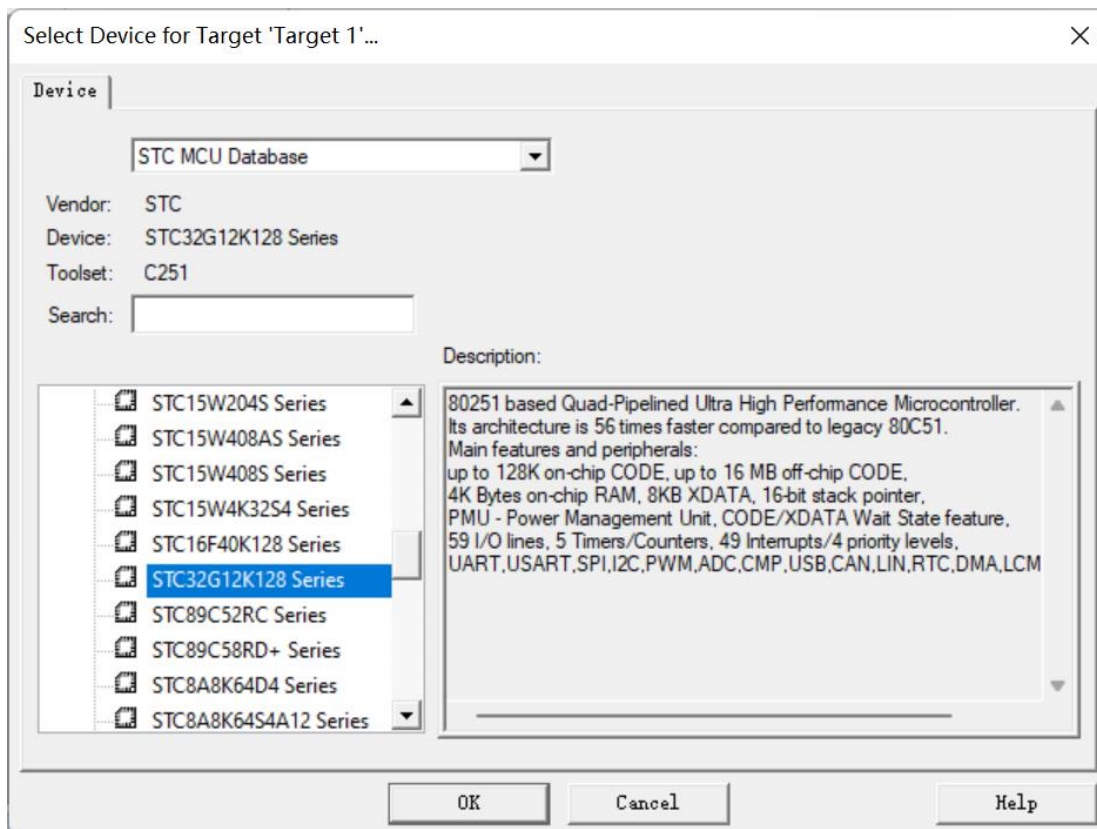 Select Device for Target 'Target 1'...
Device
STC MCU Database
Vendor: STC
Device: STC32G12K128 Series
Toolset: C251
Search:
Description:
STC15W204S Series
STC15W408AS Series
STC15W408S Series
STC15W4K32S4 Series
STC16F40K128 Series
STC32G12K128 Series
STC89C52RC Series
STC89C58RD+ Series
STC8A8K64D4 Series
STC8A8K64S4A12 Series
80251 based Quad-Pipelined Ultra High Performance Microcontroller.
Its architecture is 56 times faster compared to legacy 80C51.
Main features and peripherals:
up to 128K on-chip CODE, up to 16 MB off-chip CODE,
4K Bytes on-chip RAM, 8KB XDATA, 16-bit stack pointer,
PMU - Power Management Unit, CODE/XDATA Wait State feature,
59 I/O lines, 5 Timers/Counters, 49 Interrupts/4 priority levels,
UART,USART,SPI,I2C,PWM,ADC,CMP,USB,CAN,LIN,RTC,DMA,LCM
OK Cancel Help